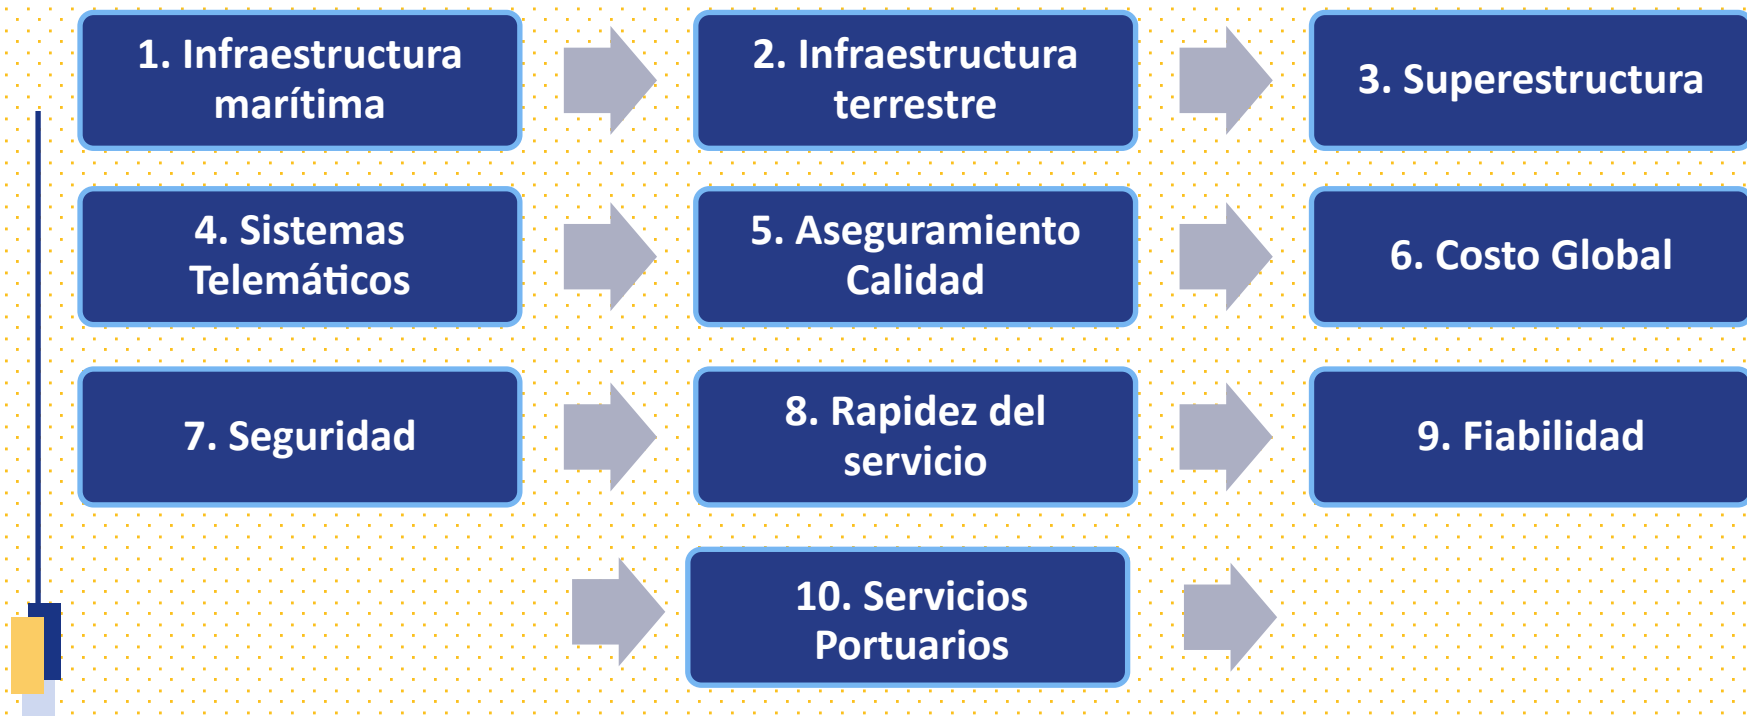 1. Infraestructura
marítima
2. Infraestructura
terrestre
3. Superestructura
4. Sistemas
Telemáticos
5. Aseguramiento
Calidad
6. Costo Global
7. Seguridad
8. Rapidez del
servicio
9. Fiabilidad
10. Servicios
Portuarios